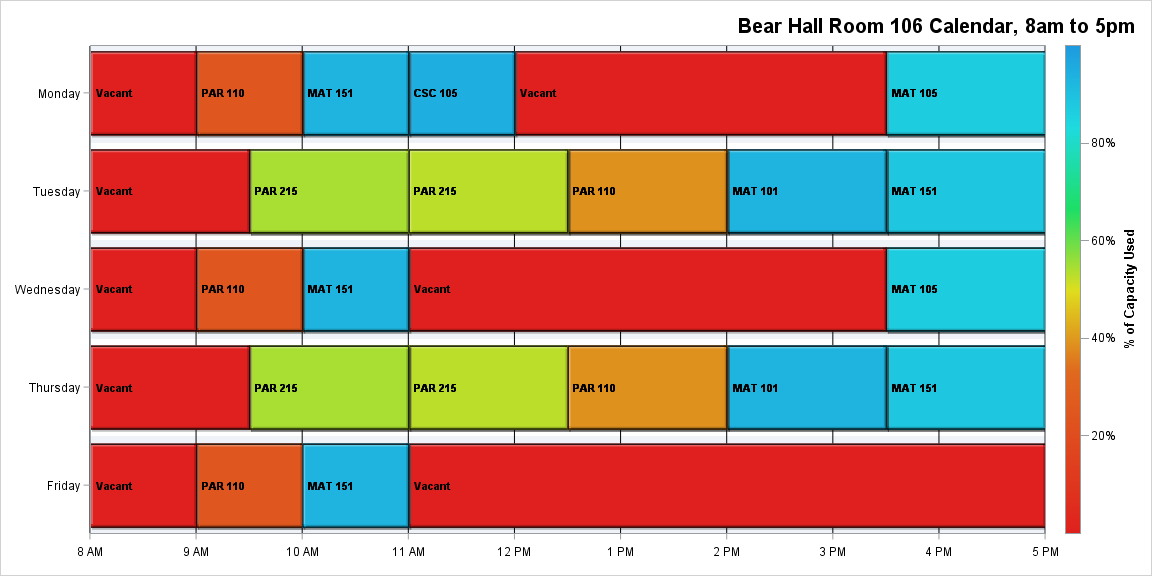 Bear Hall Room 106 Calendar, 8am to 5pm
Monday
Vacant
PAR 110
MAT 151
CSC 105
Vacant
MAT 105
Tuesday
Vacant
PAR 215
PAR 215
PAR 110
MAT 101
MAT 151
Wednesday
Vacant
PAR 110
MAT 151
Vacant
MAT 105
Thursday
Vacant
PAR 215
PAR 215
PAR 110
MAT 101
MAT 151
Friday
Vacant
PAR 110
MAT 151
Vacant
8 AM
9 AM
10 AM
11 AM
12 PM
1 PM
2 PM
3 PM
4 PM
5 PM
80%
60%
40%
20%
% of Capacity Used